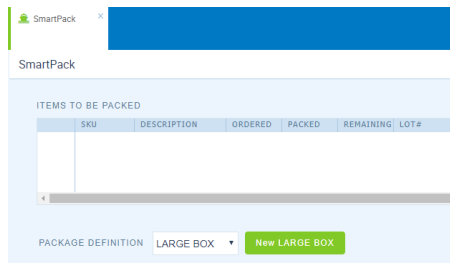 SmartPack ×
SmartPack
ITEMS TO BE PACKED
SKU DESCRIPTION ORDERED PACKED REMAINING LOT#
PACKAGE DEFINITION LARGE BOX New LARGE BOX